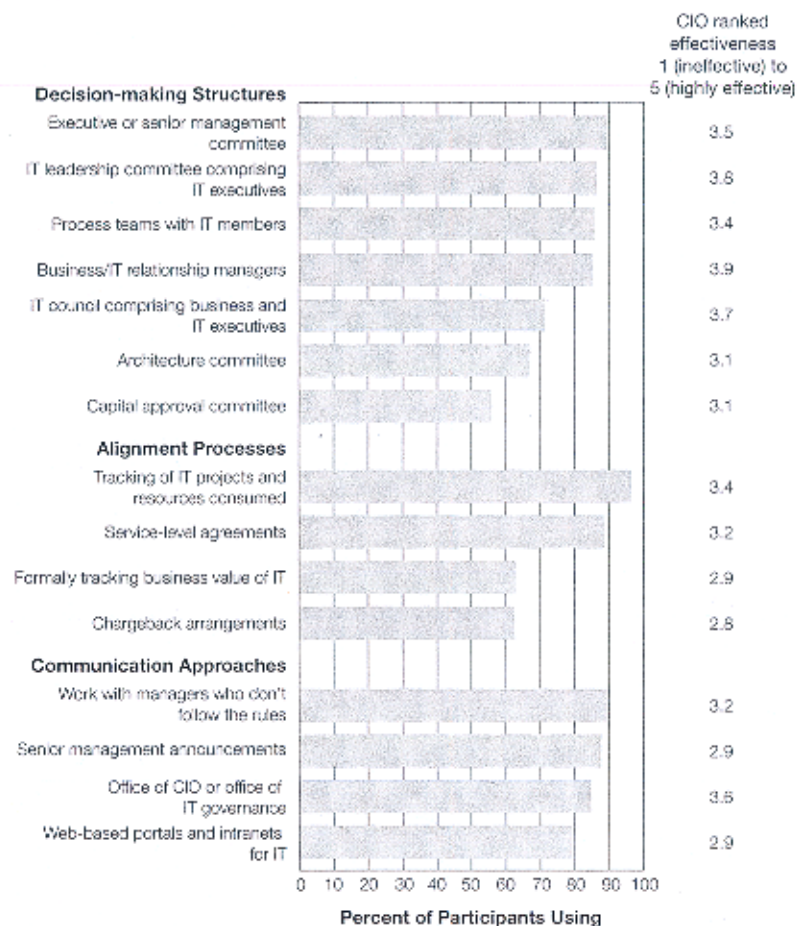 CIO ranked
effectiveness
1 (ineffective) to
5 (highly effective)
Decision-making Structures
Executive or senior management
committee
3.5
IT leadership committee comprising
IT executives
Process teams with IT members
3.4
Business/IT relationship managers
3.9
IT council comprising business and
IT executives
3.7
Architecture committee
3.1
Capital approval committee
3.1
Alignment Processes
Tracking of IT projects and
resources consumed
3.4
Service-level agreements
3.2
Formally tracking business value of IT
2.9
Chargeback arrangements
2.8
Communication Approaches
Work with managers who don't
follow the rules
3.2
Senior management announcements
2.9
Office of CIO or office of
IT governance
Web-based portals and intranets
for IT
2.9
0 10 20 30 40 50 60 70 80 90 100
Percent of Participants Using